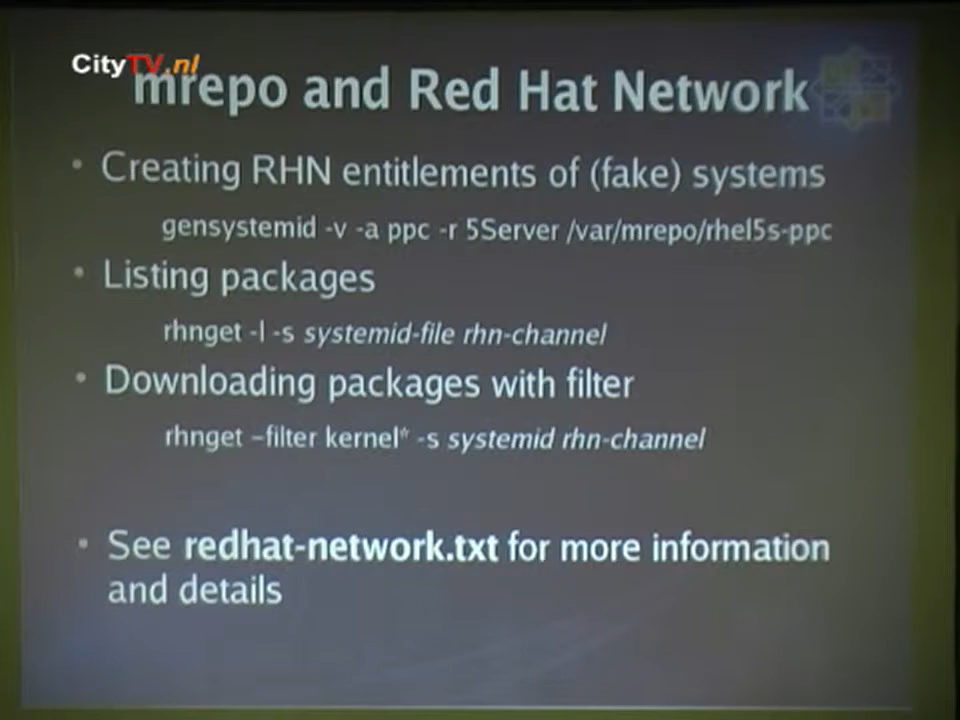 CityTV.nl
mrepo and Red Hat Network
• Creating RHN entitlements of (fake) systems
gensystemid -v -a ppc -r 5Server /var/mrepo/rhel5s-ppc
• Listing packages
rhnget -l -s systemid-file rhn-channel
• Downloading packages with filter
rhnget –filter kernel* -s systemid rhn-channel
• See redhat-network.txt for more information
and details